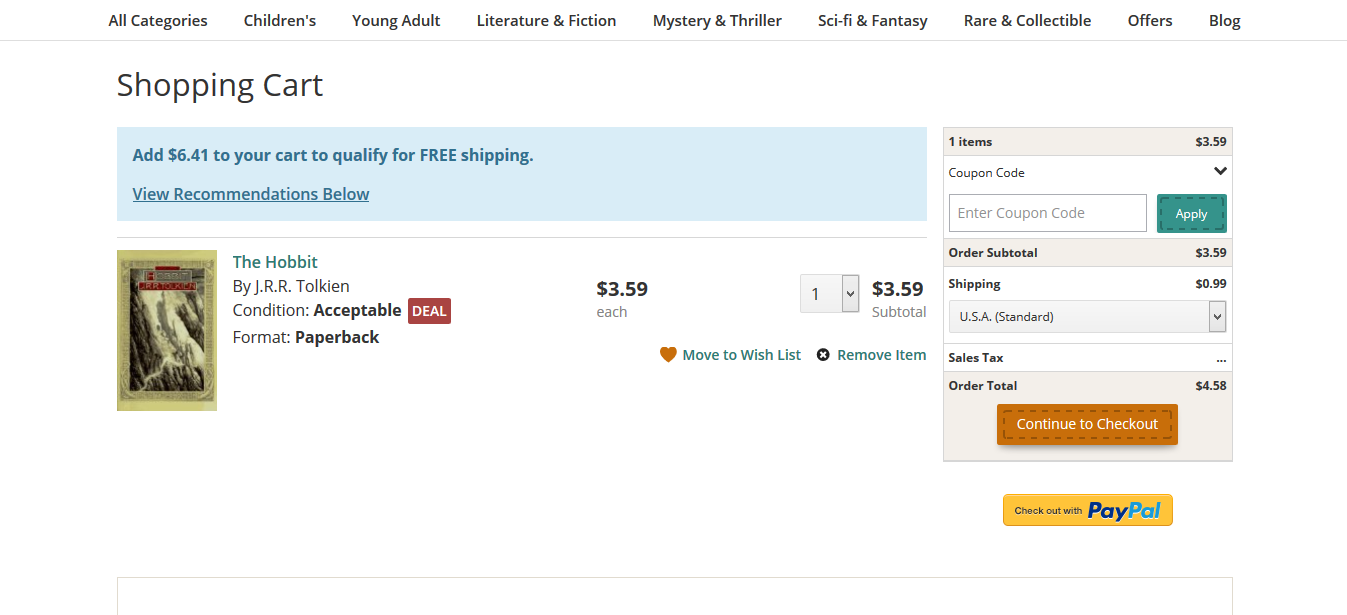 All Categories Children's Young Adult Literature & Fiction Mystery & Thriller Sci-fi & Fantasy Rare & Collectible Offers Blog
Shopping Cart
Add $6.41 to your cart to qualify for FREE shipping.
View Recommendations Below
HOBBIT
J.R.R. TOLKIEN
The Hobbit
By J.R.R. Tolkien
Condition: Acceptable DEAL
Format: Paperback
$3.59
each
1
$3.59
Subtotal
Move to Wish List Remove Item
1 items $3.59
Coupon Code
Enter Coupon Code Apply
Order Subtotal $3.59
Shipping $0.99
U.S.A. (Standard)
Sales Tax ...
Order Total $4.58
Continue to Checkout
Check out with PayPal